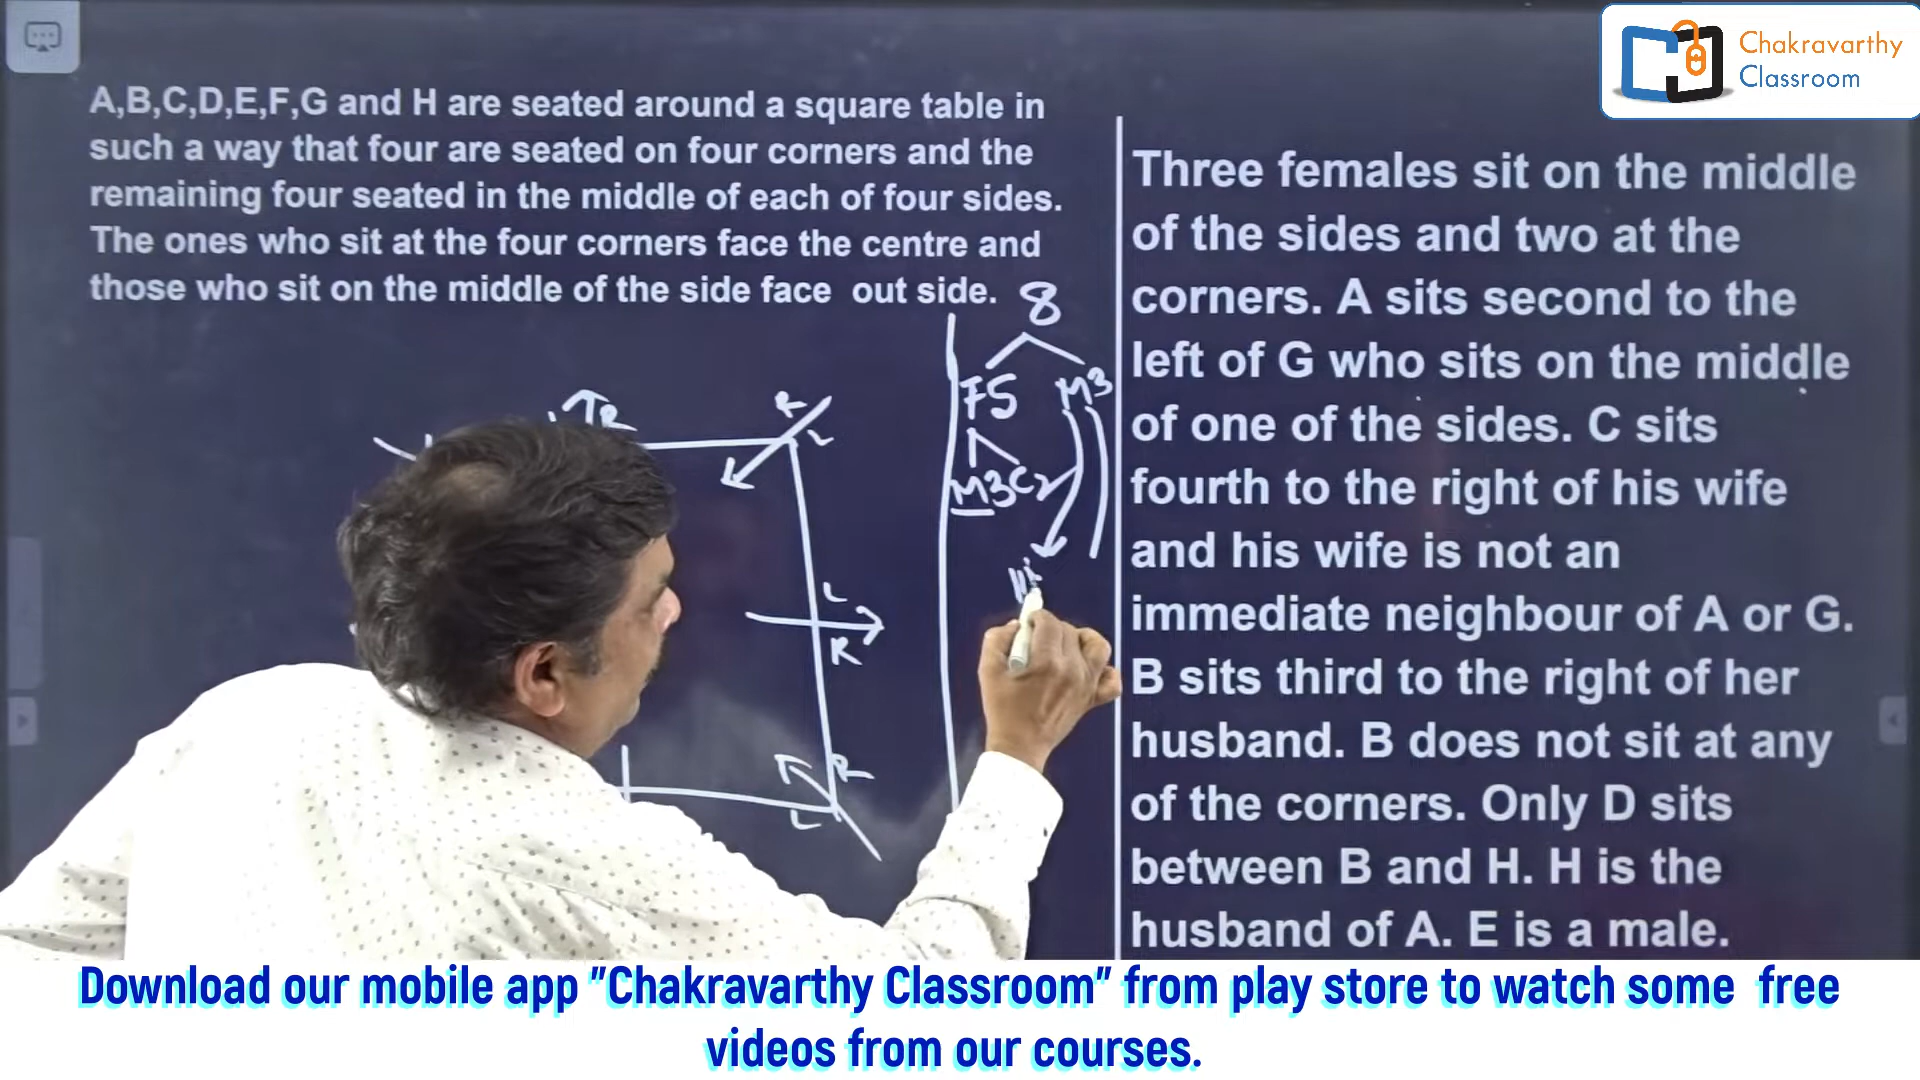 Chakravarthy
Classroom
A,B,C,D,E,F,G and H are seated around a square table in
such a way that four are seated on four corners and the
remaining four seated in the middle of each of four sides.
The ones who sit at the four corners face the centre and
those who sit on the middle of the side face out side.
8
F5 M3
M3 C2
R
R
L
L
R
R
L
Three females sit on the middle
of the sides and two at the
corners. A sits second to the
left of G who sits on the middle
of one of the sides. C sits
fourth to the right of his wife
and his wife is not an
immediate neighbour of A or G.
B sits third to the right of her
husband. B does not sit at any
of the corners. Only D sits
between B and H. H is the
husband of A. E is a male.
Download our mobile app "Chakravarthy Classroom" from play store to watch some free
videos from our courses.